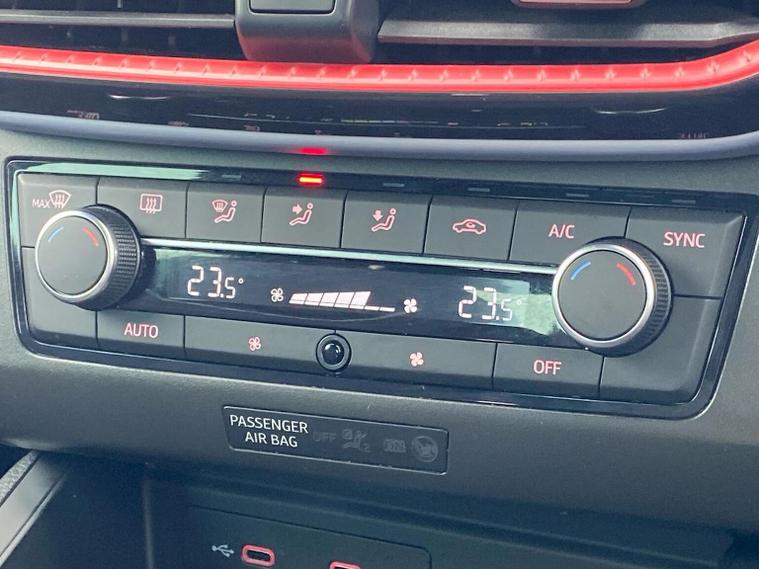 MAX
A/C
SYNC
23.5° 23.5°
AUTO
OFF
PASSENGER OFF
AIR BAG